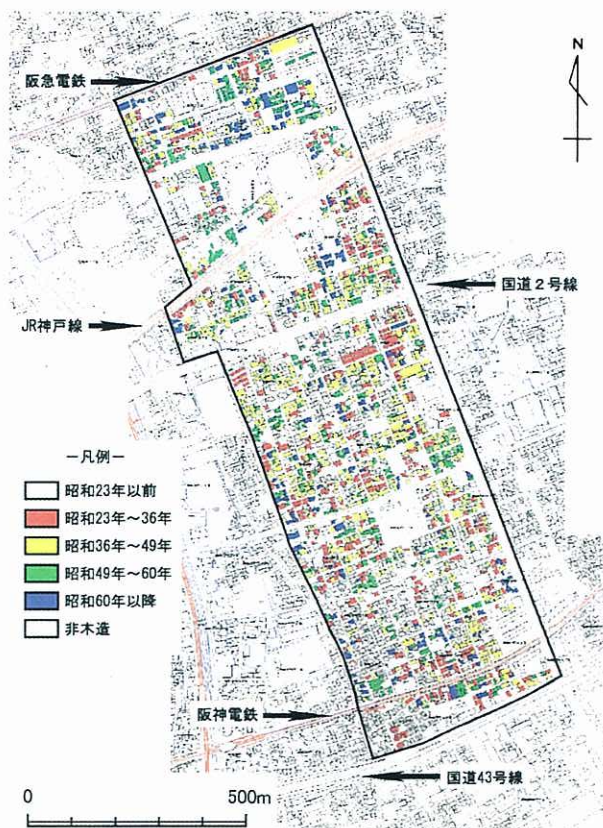 N
阪急電鉄
国道2号線
JR神戸線
－凡例－
昭和23年以前
昭和23年～36年
昭和36年～49年
昭和49年～60年
昭和60年以降
非木造
阪神電鉄
国道43号線
0 500m